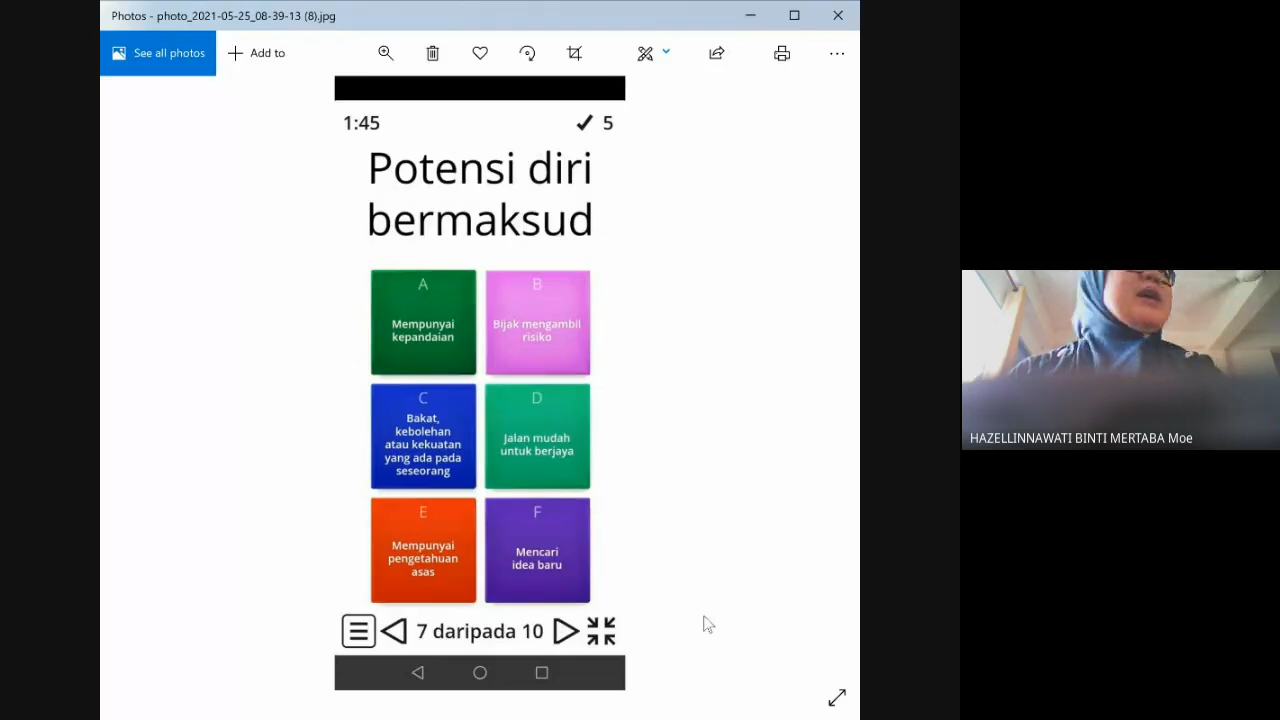 Photos - photo_2021-05-25_08-39-13 (8).jpg
See all photos
Add to
1:45
5
Potensi diri
bermaksud
A
Mempunyai
kepandaian
B
Bijak mengambil
risiko
C
Bakat,
kebolehan
atau kekuatan
yang ada pada
seseorang
D
Jalan mudah
untuk berjaya
E
Mempunyai
pengetahuan
asas
F
Mencari
idea baru
7 daripada 10
HAZELLINNAWATI BINTI MERTABA Moe